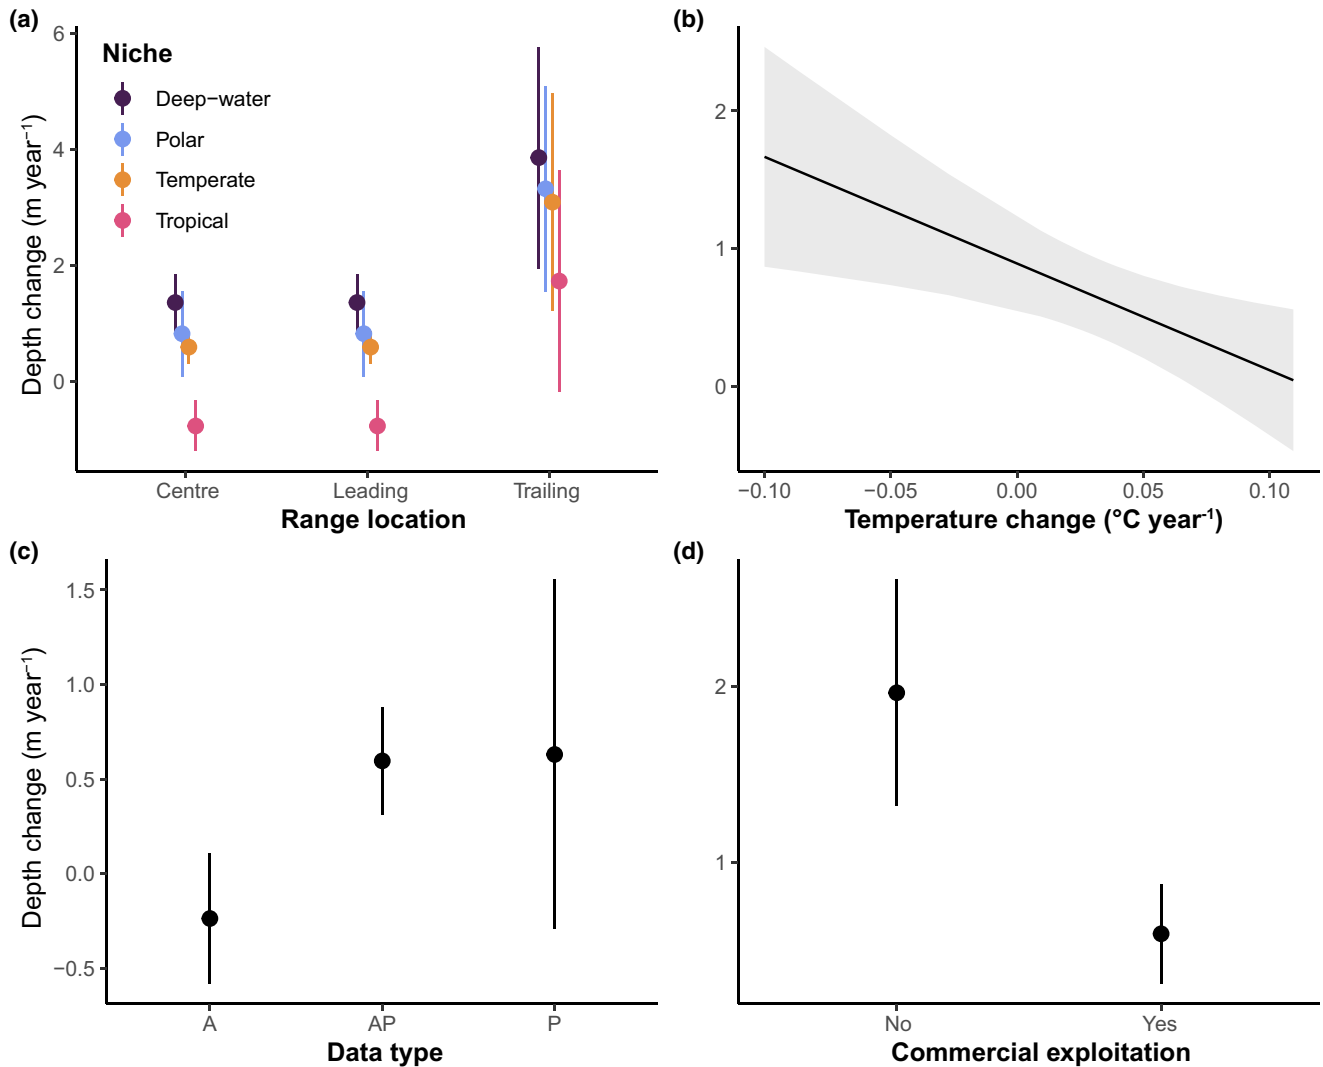 (a)
Niche
Deep−water
Polar
Temperate
Tropical
Depth change (m year⁻¹)
6
4
2
0
Centre Leading Trailing
Range location
(b)
2
1
0
−0.10 −0.05 0.00 0.05 0.10
Temperature change (°C year⁻¹)
(c)
Depth change (m year⁻¹)
1.5
1.0
0.5
0.0
−0.5
A AP P
Data type
(d)
2
1
No Yes
Commercial exploitation